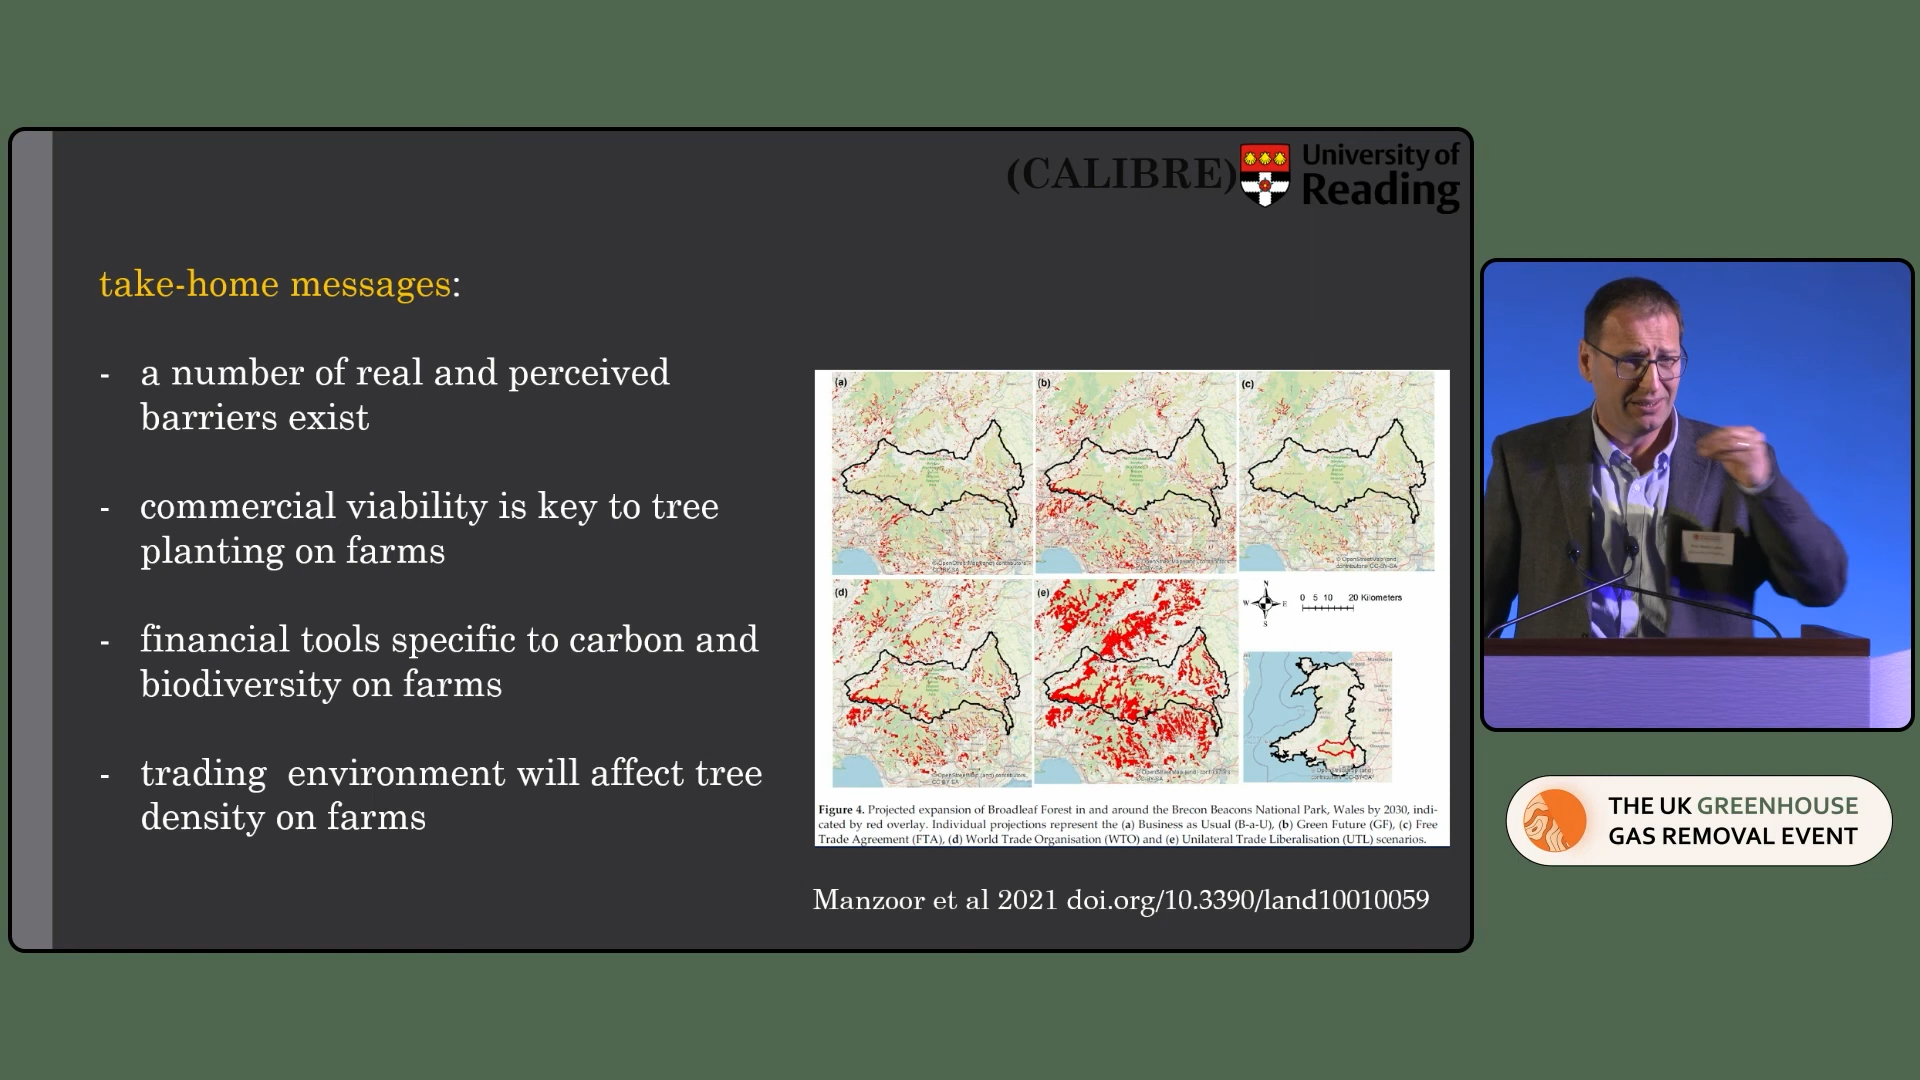 (CALIBRE)
University of
Reading
take-home messages:
- a number of real and perceived
barriers exist
- commercial viability is key to tree
planting on farms
- financial tools specific to carbon and
biodiversity on farms
- trading  environment will affect tree
density on farms
(a)
(b)
(c)
(d)
(e)
N
W
E
S
0 5 10 20 Kilometers
Figure 4. Projected expansion of Broadleaf Forest in and around the Brecon Beacons National Park, Wales by 2030, indi-
cated by red overlay. Individual projections represent the (a) Business as Usual (B-a-U), (b) Green Future (GF), (c) Free
Trade Agreement (FTA), (d) World Trade Organisation (WTO) and (e) Unilateral Trade Liberalisation (UTL) scenarios.
Manzoor et al 2021 doi.org/10.3390/land10010059
THE UK GREENHOUSE
GAS REMOVAL EVENT